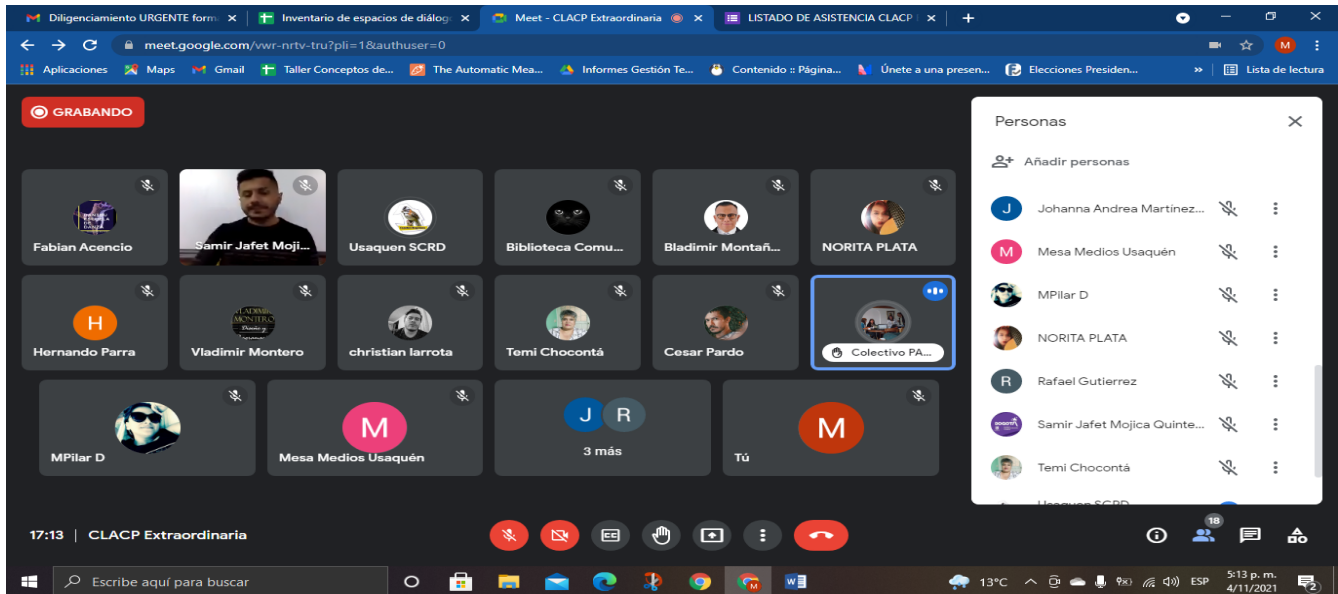 Diligenciamiento URGENTE form
Inventario de espacios de diálog
Meet - CLACP Extraordinaria
LISTADO DE ASISTENCIA CLACP
meet.google.com/vwr-nrtv-tru?pli=1&authuser=0
M
Aplicaciones
Maps
Gmail
Taller Conceptos de...
The Automatic Mea...
Informes Gestión Te...
Contenido :: Página...
Únete a una presen...
Elecciones Presiden...
»
Lista de lectura
GRABANDO
Fabian Acencio
Samir Jafet Moji...
Usaquen SCRD
Biblioteca Comu...
Bladimir Montañ...
NORITA PLATA
H
Hernando Parra
Vladimir Montero
christian larrota
Temi Chocontá
Cesar Pardo
Colectivo PA...
MPilar D
M
Mesa Medios Usaquén
J R
3 más
M
Tú
Personas
Añadir personas
J
Johanna Andrea Martínez...
M
Mesa Medios Usaquén
MPilar D
NORITA PLATA
R
Rafael Gutierrez
Samir Jafet Mojica Quinte...
Temi Chocontá
Usaquen SCRD
17:13 | CLACP Extraordinaria
18
Escribe aquí para buscar
13°C
ESP
5:13 p. m.
4/11/2021
2